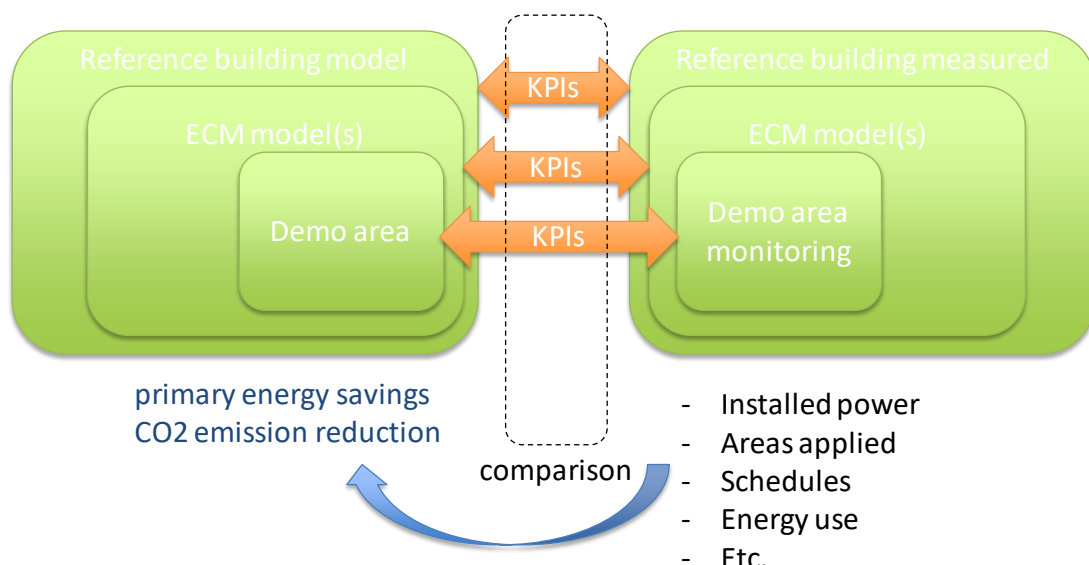 Reference building model
ECM model(s)
Demo area
KPIs
KPIs
KPIs
Reference building measured
ECM model(s)
Demo area
monitoring
primary energy savings
CO2 emission reduction
comparison
- Installed power
- Areas applied
- Schedules
- Energy use
- Etc.